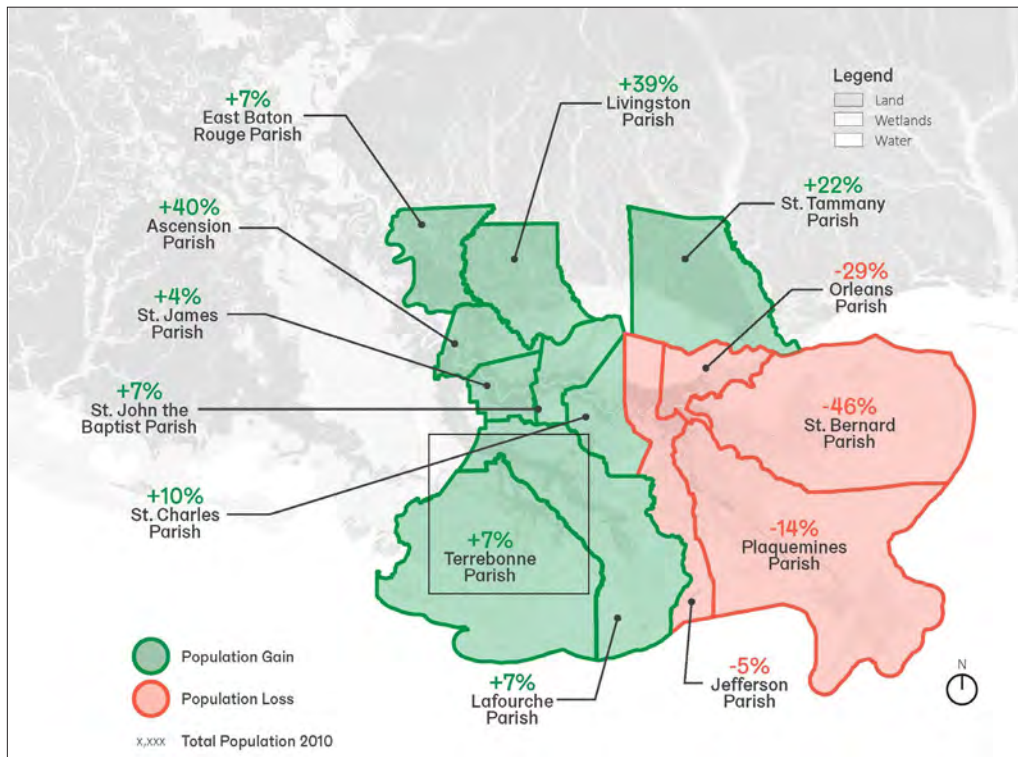 +7%
East Baton
Rouge Parish
+39%
Livingston
Parish
Legend
Land
Wetlands
Water
+40%
Ascension
Parish
+22%
St. Tammany
Parish
-29%
Orleans
Parish
+4%
St. James
Parish
+7%
St. John the
Baptist Parish
-46%
St. Bernard
Parish
+10%
St. Charles
Parish
+7%
Terrebonne
Parish
-14%
Plaquemines
Parish
Population Gain
Population Loss
x,xxx Total Population 2010
+7%
Lafourche
Parish
-5%
Jefferson
Parish
N